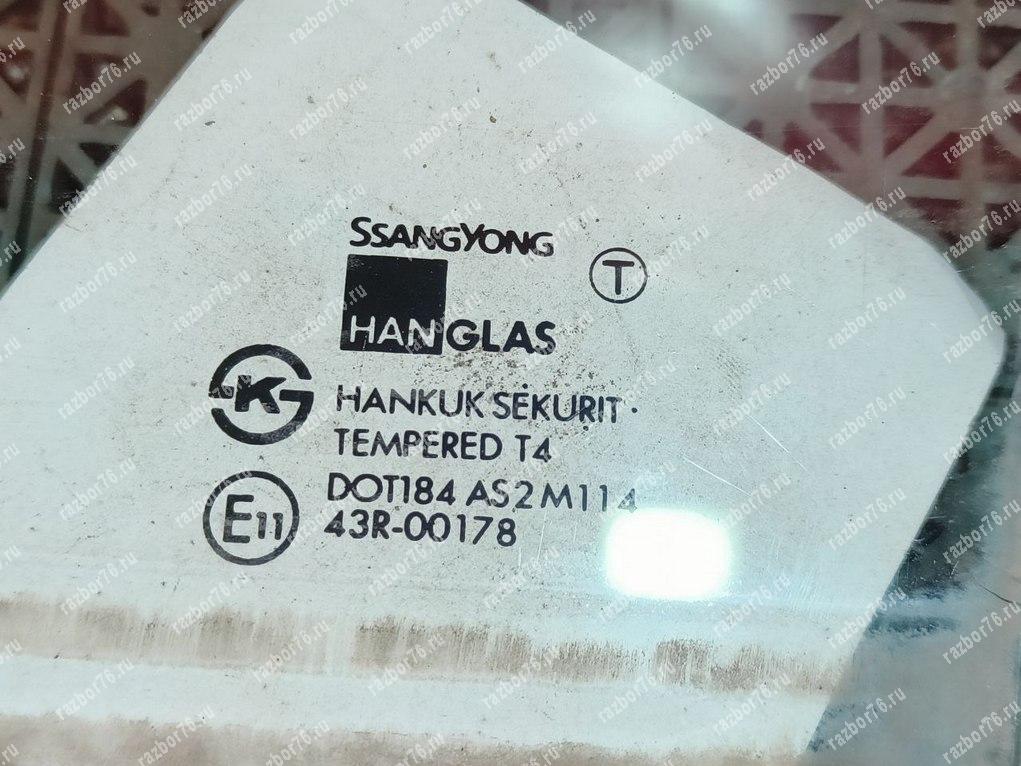 SSANGYONG
T
HANGLAS
K
HANKUK SEKURIT
TEMPERED T4
DOT184 AS2 M114
E11
43R-00178
razbor76.ru